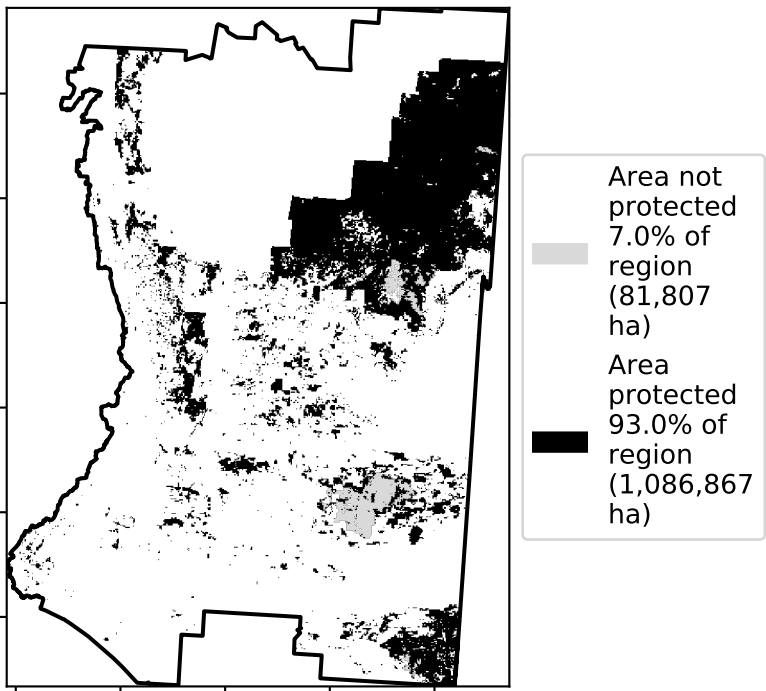 Area not
protected
7.0% of
region
(81,807
ha)
Area
protected
93.0% of
region
(1,086,867
ha)